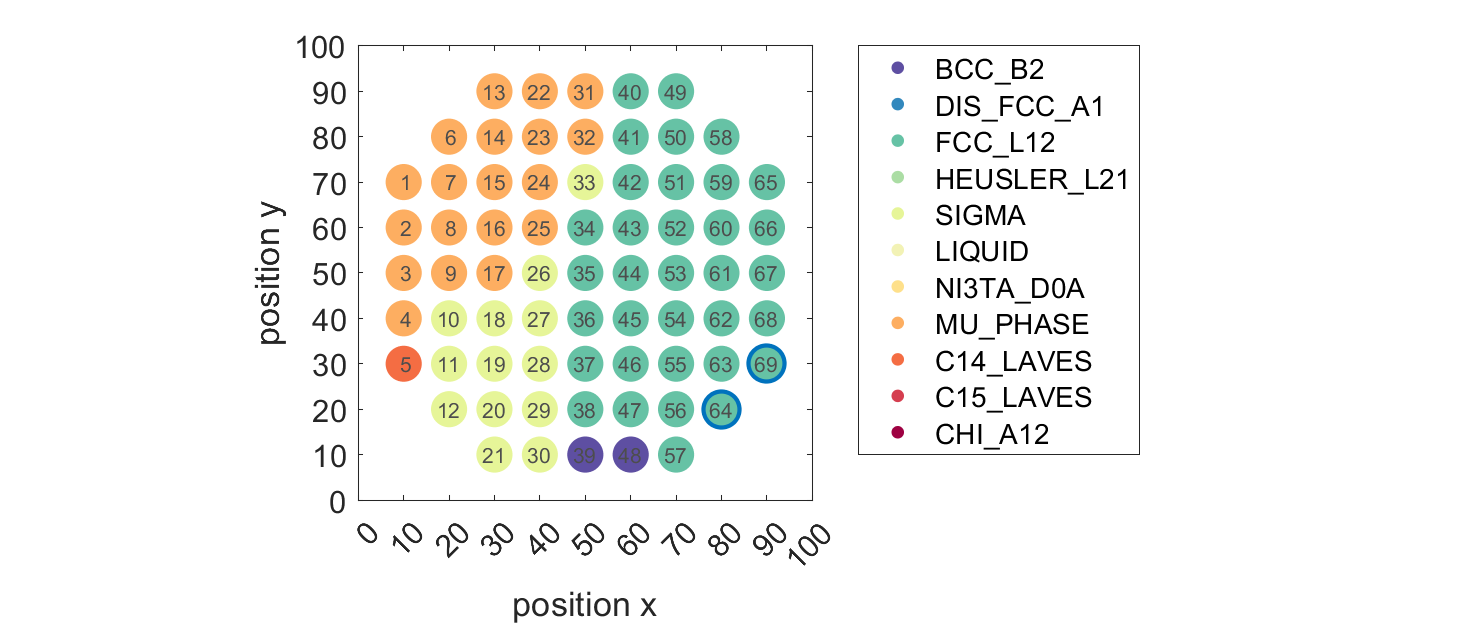 100
90
80
70
60
50
40
30
20
10
0
position y
13 22 31 40 49
6 14 23 32 41 50 58
1 7 15 24 33 42 51 59 65
2 8 16 25 34 43 52 60 66
3 9 17 26 35 44 53 61 67
4 10 18 27 36 45 54 62 68
5 11 19 28 37 46 55 63 69
12 20 29 38 47 56 64
21 30 39 48 57
0 10 20 30 40 50 60 70 80 90 100
position x
BCC_B2
DIS_FCC_A1
FCC_L12
HEUSLER_L21
SIGMA
LIQUID
NI3TA_D0A
MU_PHASE
C14_LAVES
C15_LAVES
CHI_A12